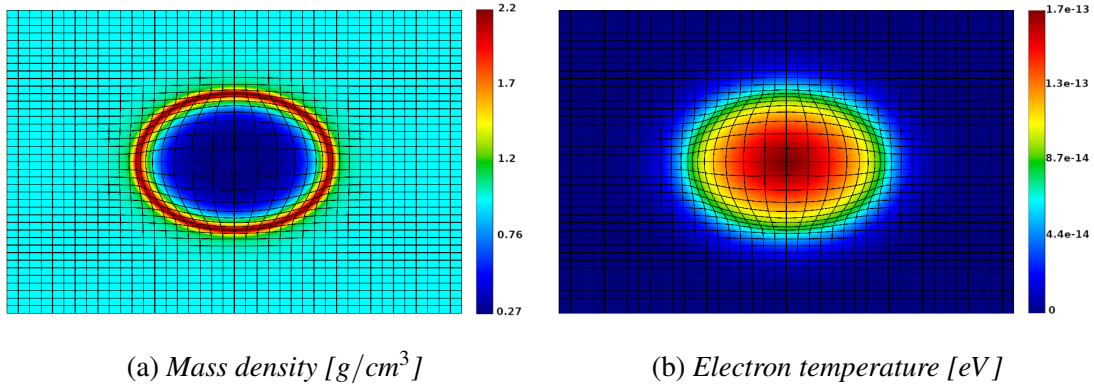 2.2
1.7
1.2
0.76
0.27
1.7e-13
1.3e-13
8.7e-14
4.4e-14
0
(a) Mass density [g/cm³]
(b) Electron temperature [eV]